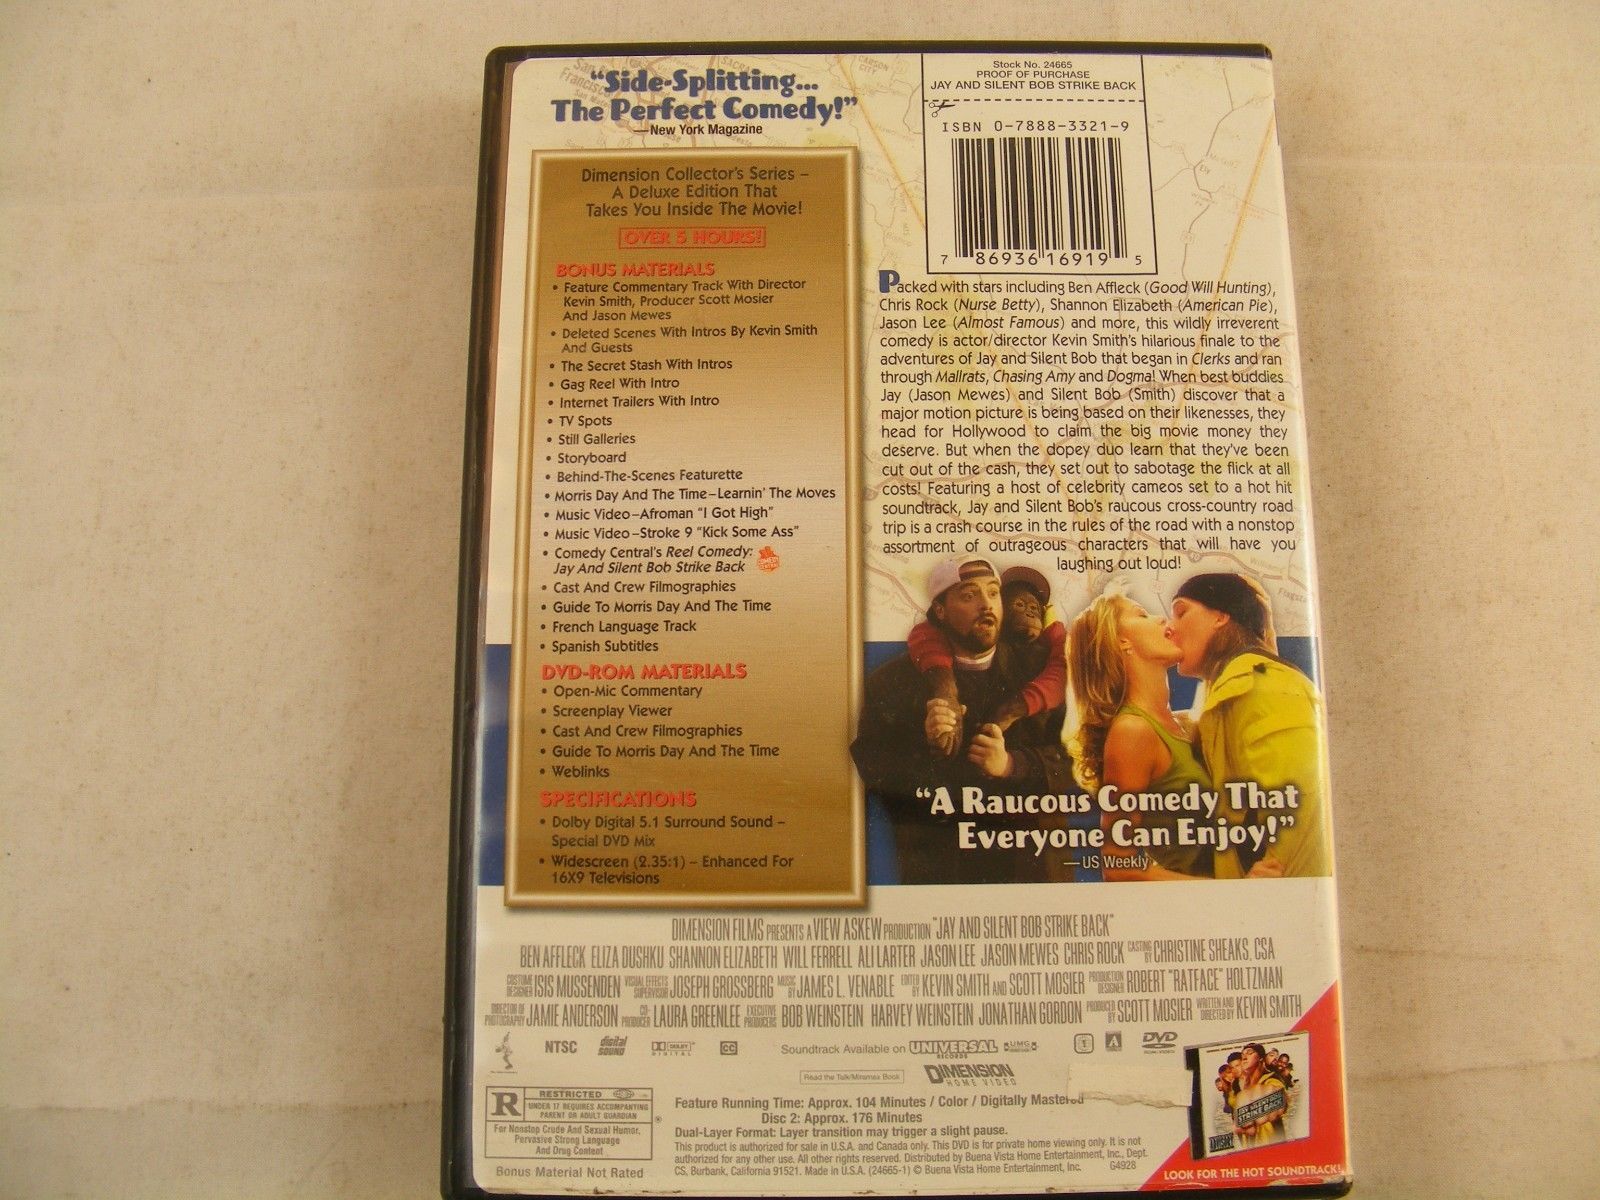 "Side-Splitting...
The Perfect Comedy!"
—New York Magazine
Dimension Collector's Series –
A Deluxe Edition That
Takes You Inside The Movie!
OVER 5 HOURS!
BONUS MATERIALS
• Feature Commentary Track With Director
Kevin Smith, Producer Scott Mosier
And Jason Mewes
• Deleted Scenes With Intros By Kevin Smith
And Guests
• The Secret Stash With Intros
• Gag Reel With Intro
• Internet Trailers With Intro
• TV Spots
• Still Galleries
• Storyboard
• Behind-The-Scenes Featurette
• Morris Day And The Time–Learnin' The Moves
• Music Video–Afroman "I Got High"
• Music Video–Stroke 9 "Kick Some Ass"
• Comedy Central's Reel Comedy:
Jay And Silent Bob Strike Back
COMEDY
CENTRAL
• Cast And Crew Filmographies
• Guide To Morris Day And The Time
• French Language Track
• Spanish Subtitles
DVD-ROM MATERIALS
• Open-Mic Commentary
• Screenplay Viewer
• Cast And Crew Filmographies
• Guide To Morris Day And The Time
• Weblinks
SPECIFICATIONS
• Dolby Digital 5.1 Surround Sound –
Special DVD Mix
• Widescreen (2.35:1) – Enhanced For
16X9 Televisions
Stock No. 24665
PROOF OF PURCHASE
JAY AND SILENT BOB STRIKE BACK
ISBN 0-7888-3321-9
7 86936 16919 5
Packed with stars including Ben Affleck (Good Will Hunting),
Chris Rock (Nurse Betty), Shannon Elizabeth (American Pie),
Jason Lee (Almost Famous) and more, this wildly irreverent
comedy is actor/director Kevin Smith's hilarious finale to the
adventures of Jay and Silent Bob that began in Clerks and ran
through Mallrats, Chasing Amy and Dogma! When best buddies
Jay (Jason Mewes) and Silent Bob (Smith) discover that a
major motion picture is being based on their likenesses, they
head for Hollywood to claim the big movie money they
deserve. But when the dopey duo learn that they've been
cut out of the cash, they set out to sabotage the flick at all
costs! Featuring a host of celebrity cameos set to a hot hit
soundtrack, Jay and Silent Bob's raucous cross-country road
trip is a crash course in the rules of the road with a nonstop
assortment of outrageous characters that will have you
laughing out loud!
"A Raucous Comedy That
Everyone Can Enjoy!"
—US Weekly
DIMENSION FILMS PRESENTS A VIEW ASKEW PRODUCTION "JAY AND SILENT BOB STRIKE BACK"
BEN AFFLECK ELIZA DUSHKU SHANNON ELIZABETH WILL FERRELL ALI LARTER JASON LEE JASON MEWES CHRIS ROCK CASTING BY CHRISTINE SHEAKS, CSA
COSTUME DESIGNER ISIS MUSSENDEN VISUAL EFFECTS SUPERVISOR JOSEPH GROSSBERG MUSIC BY JAMES L. VENABLE EDITED BY KEVIN SMITH AND SCOTT MOSIER PRODUCTION DESIGNER ROBERT "RATFACE" HOLTZMAN
DIRECTOR OF PHOTOGRAPHY JAMIE ANDERSON CO-PRODUCER LAURA GREENLEE EXECUTIVE PRODUCERS BOB WEINSTEIN HARVEY WEINSTEIN JONATHAN GORDON PRODUCED BY SCOTT MOSIER WRITTEN AND DIRECTED BY KEVIN SMITH
NTSC digital sound DOLBY DIGITAL CC Soundtrack Available on UNIVERSAL RECORDS UMG 1 DVD
Read the Talk/Miramax Book DIMENSION HOME VIDEO
R RESTRICTED
UNDER 17 REQUIRES ACCOMPANYING
PARENT OR ADULT GUARDIAN
For Nonstop Crude And Sexual Humor,
Pervasive Strong Language
And Drug Content
Bonus Material Not Rated
Feature Running Time: Approx. 104 Minutes / Color / Digitally Mastered
Disc 2: Approx. 176 Minutes
Dual-Layer Format: Layer transition may trigger a slight pause.
This product is authorized for sale in U.S.A. and Canada only. This DVD is for private home viewing only. It is not
authorized for any other use. All other rights reserved. Distributed by Buena Vista Home Entertainment, Inc., Dept.
CS, Burbank, California 91521. Made in U.S.A. (24665-1) © Buena Vista Home Entertainment, Inc. G4928
JAY AND SILENT BOB
STRIKE BACK
LOOK FOR THE HOT SOUNDTRACK!